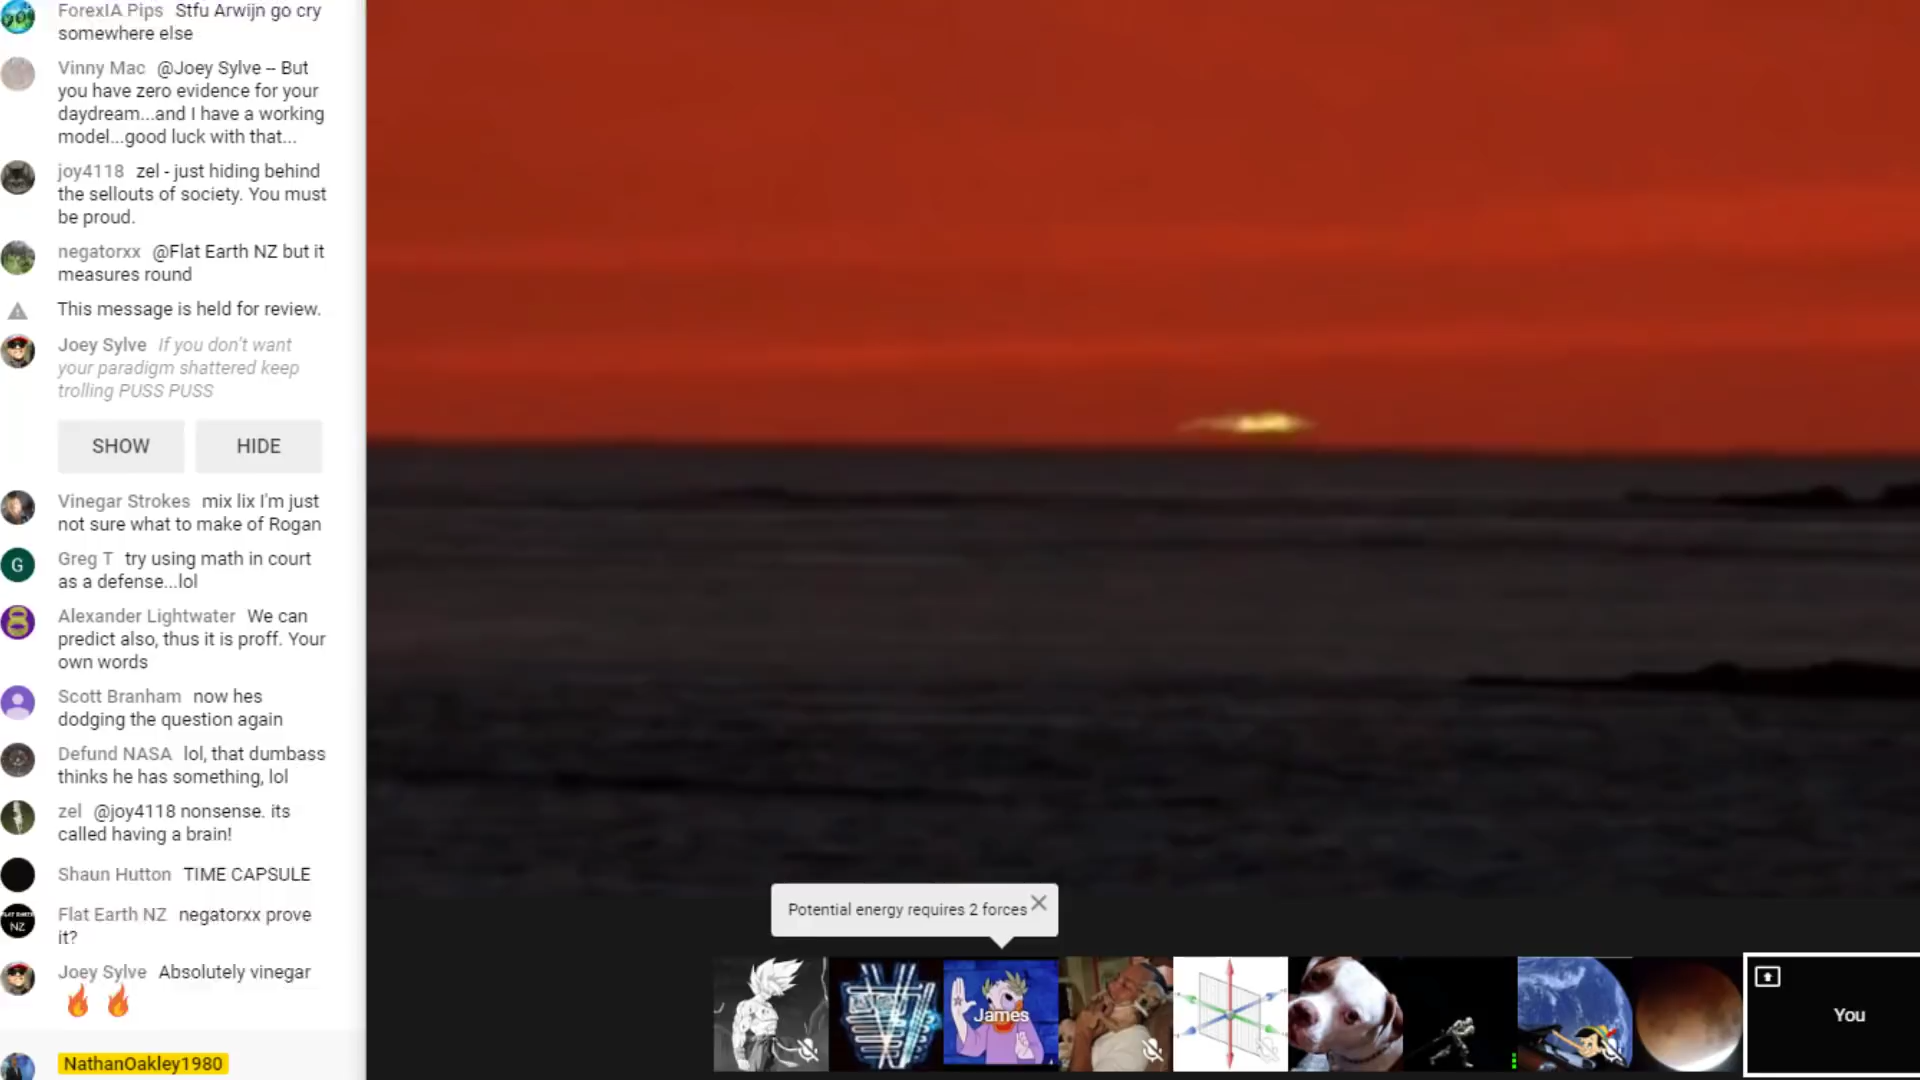 ForexIA Pips Stfu Arwijn go cry
somewhere else
Vinny Mac @Joey Sylve -- But
you have zero evidence for your
daydream...and I have a working
model...good luck with that...
joy4118 zel - just hiding behind
the sellouts of society. You must
be proud.
negatorxx @Flat Earth NZ but it
measures round
This message is held for review.
Joey Sylve If you don't want
your paradigm shattered keep
trolling PUSS PUSS
SHOW HIDE
Vinegar Strokes mix lix I'm just
not sure what to make of Rogan
Greg T try using math in court
as a defense...lol
Alexander Lightwater We can
predict also, thus it is proff. Your
own words
Scott Branham now hes
dodging the question again
Defund NASA lol, that dumbass
thinks he has something, lol
zel @joy4118 nonsense. its
called having a brain!
Shaun Hutton TIME CAPSULE
Flat Earth NZ negatorxx prove
it?
Joey Sylve Absolutely vinegar
NathanOakley1980
G
FLAT EARTH
NZ
Potential energy requires 2 forces
James
You